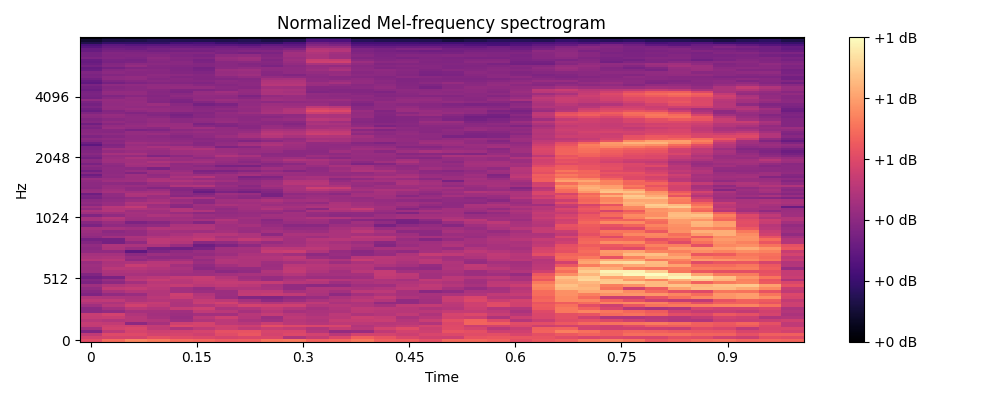 Normalized Mel-frequency spectrogram
Hz
4096
2048
1024
512
0
0 0.15 0.3 0.45 0.6 0.75 0.9
Time
+1 dB
+1 dB
+1 dB
+0 dB
+0 dB
+0 dB